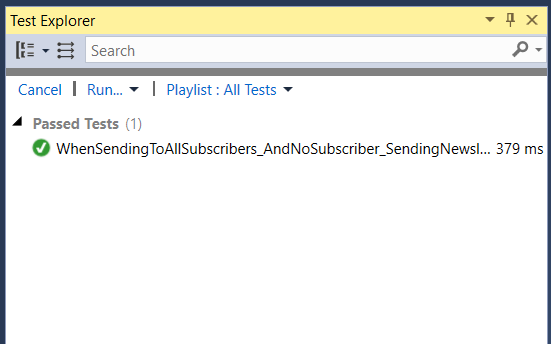 Test Explorer
Search
Cancel | Run... | Playlist : All Tests
Passed Tests (1)
WhenSendingToAllSubscribers_AndNoSubscriber_SendingNewsl... 379 ms